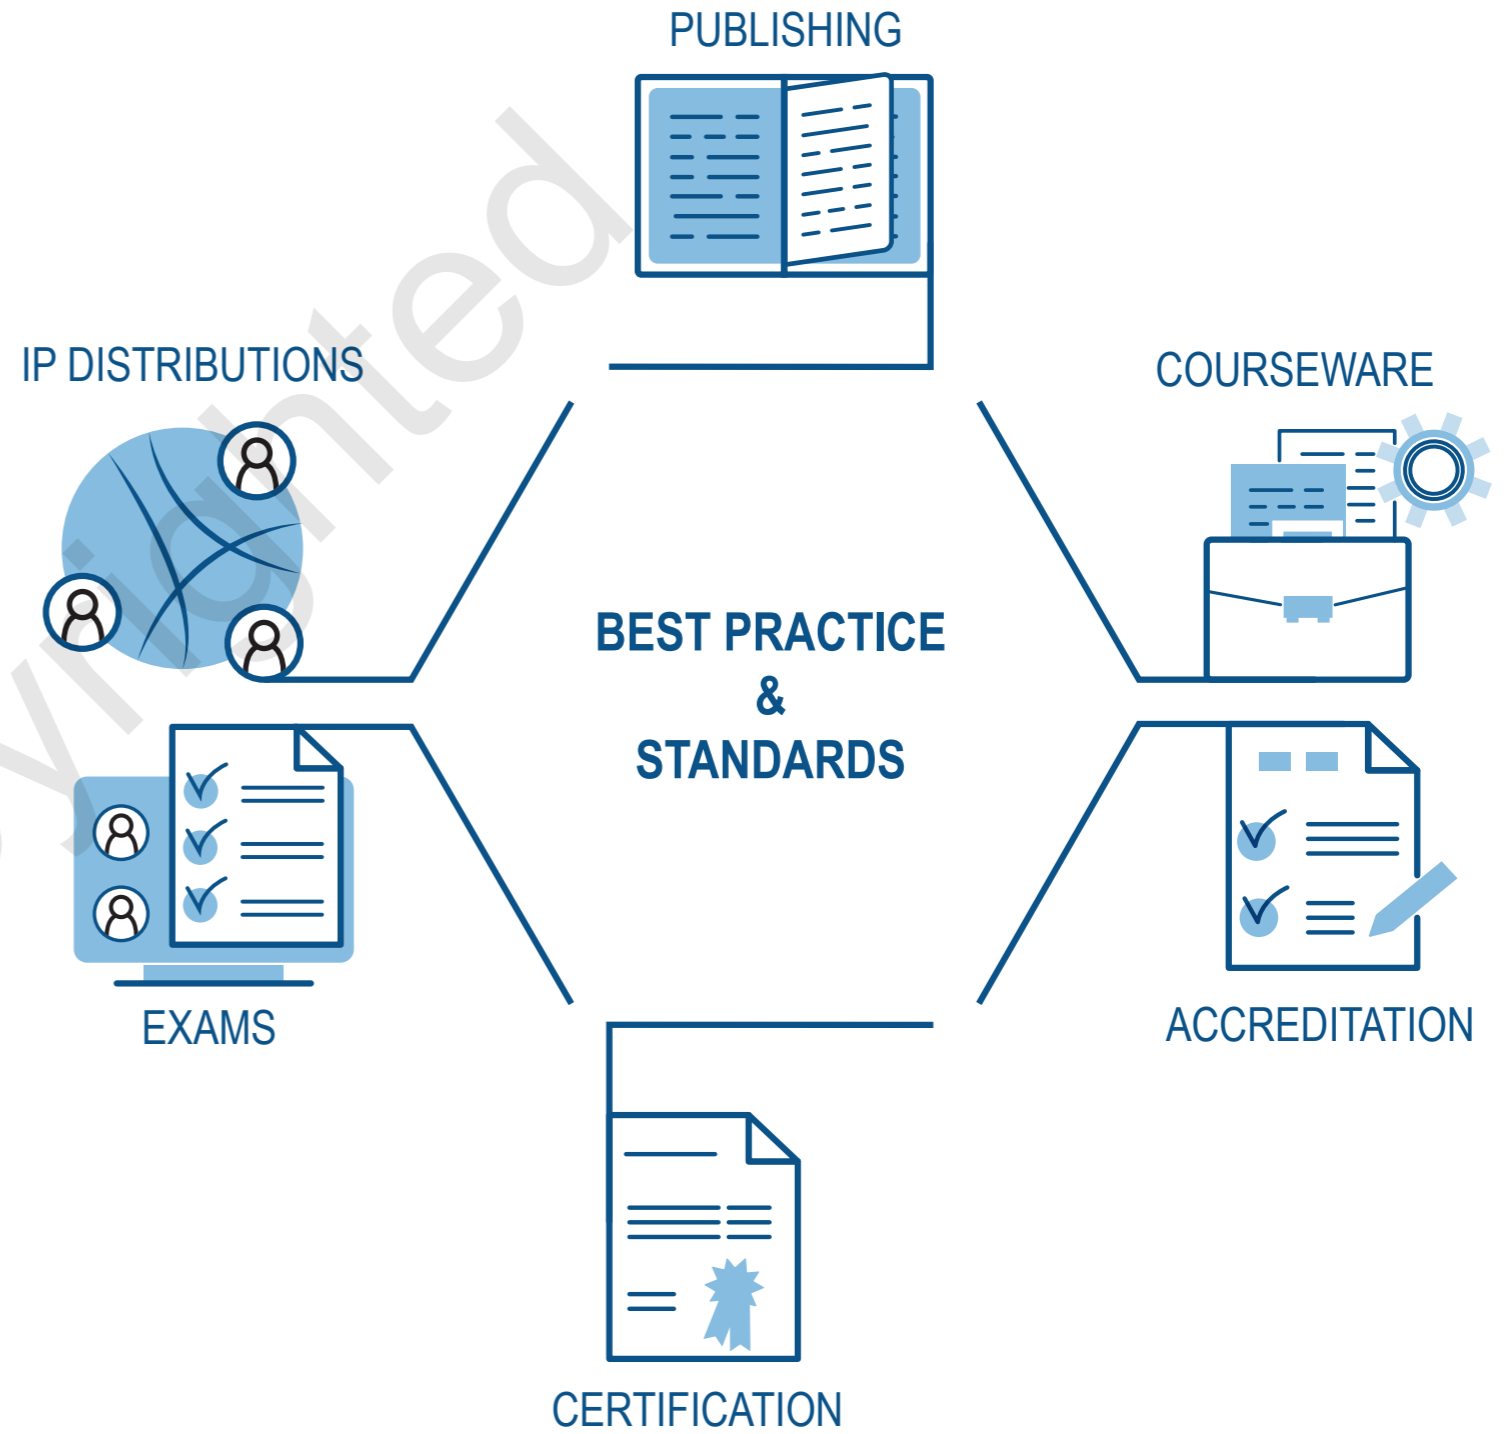 PUBLISHING
IP DISTRIBUTIONS
COURSEWARE
BEST PRACTICE
&
STANDARDS
EXAMS
ACCREDITATION
CERTIFICATION